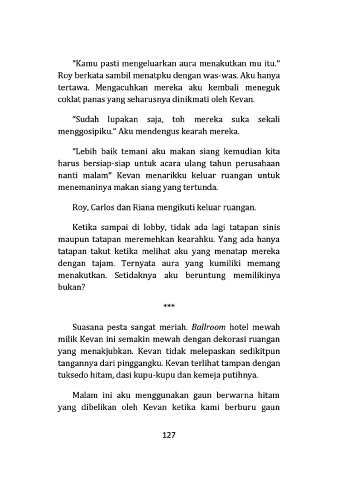 "Kamu pasti mengeluarkan aura menakutkan mu itu."
Roy berkata sambil menatpku dengan was-was. Aku hanya
tertawa. Mengacuhkan mereka aku kembali meneguk
coklat panas yang seharusnya dinikmati oleh Kevan.
"Sudah lupakan saja, toh mereka suka sekali
menggosipiku." Aku mendengus kearah mereka.
"Lebih baik temani aku makan siang kemudian kita
harus bersiap-siap untuk acara ulang tahun perusahaan
nanti malam" Kevan menarikku keluar ruangan untuk
menemaninya makan siang yang tertunda.
Roy, Carlos dan Riana mengikuti keluar ruangan.
Ketika sampai di lobby, tidak ada lagi tatapan sinis
maupun tatapan meremehkan kearahku. Yang ada hanya
tatapan takut ketika melihat aku yang menatap mereka
dengan tajam. Ternyata aura yang kumiliki memang
menakutkan. Setidaknya aku beruntung memilikinya
bukan?
***
Suasana pesta sangat meriah. Ballroom hotel mewah
milik Kevan ini semakin mewah dengan dekorasi ruangan
yang menakjubkan. Kevan tidak melepaskan sedikitpun
tangannya dari pinggangku. Kevan terlihat tampan dengan
tuksedo hitam, dasi kupu-kupu dan kemeja putihnya.
Malam ini aku menggunakan gaun berwarna hitam
yang dibelikan oleh Kevan ketika kami berburu gaun
127